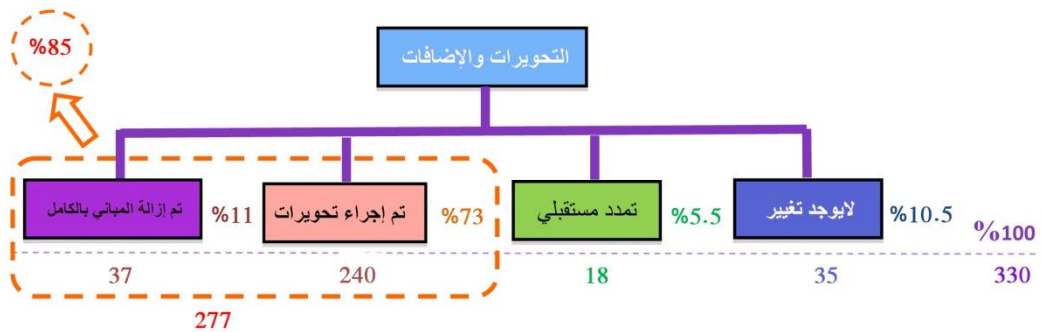 %85
التحويرات والإضافات
لايوجد تغيير
%10.5
تمدد مستقبلي
%5.5
تم إجراء تحويرات
%73
تم إزالة المباني بالكامل
%11
%100
330
35
18
240
37
277